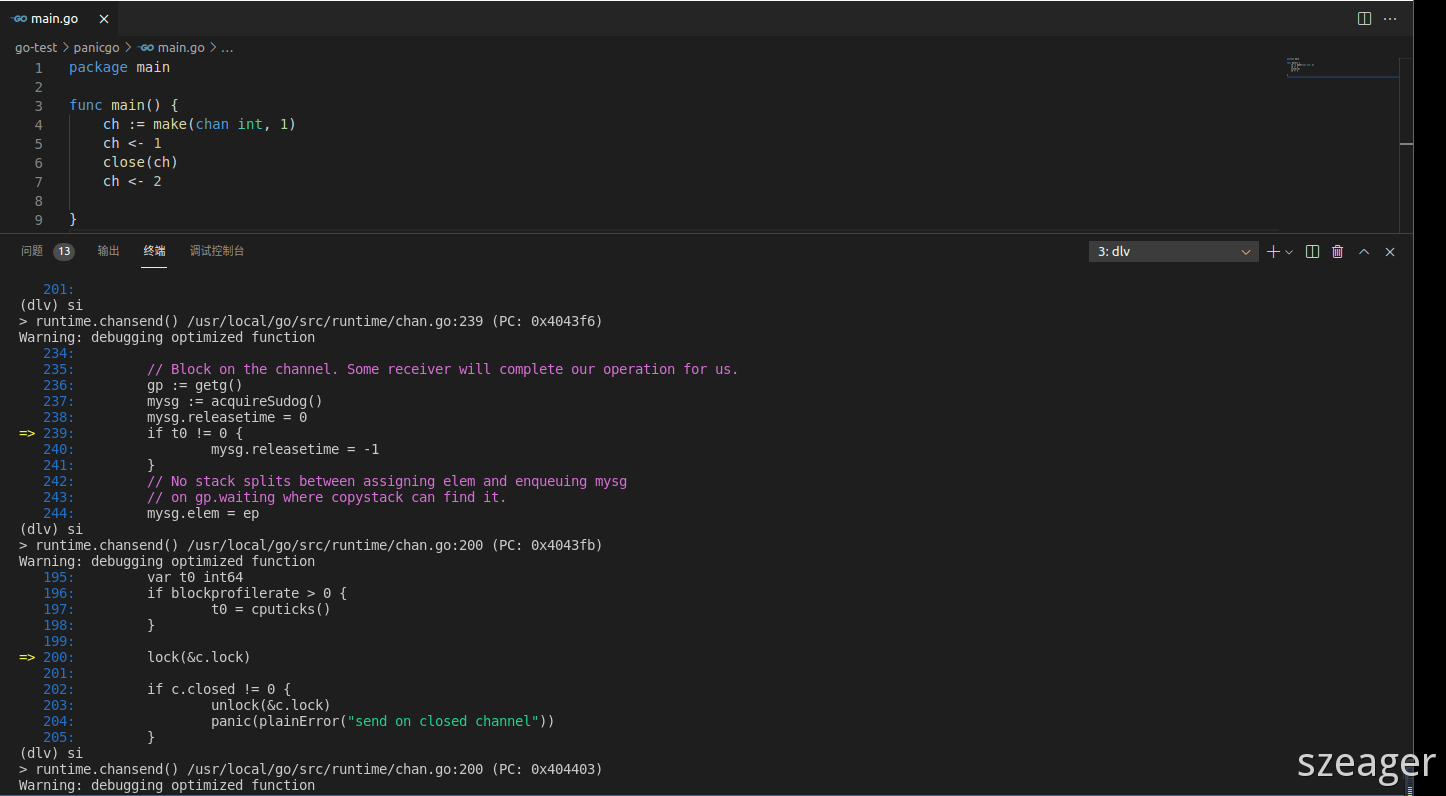 GO main.go ×
go-test > panicgo > GO main.go > ...
1 package main
2
3 func main() {
4     ch := make(chan int, 1)
5     ch <- 1
6     close(ch)
7     ch <- 2
8
9 }
问题 13 输出 终端 调试控制台 3: dlv
201:
(dlv) si
> runtime.chansend() /usr/local/go/src/runtime/chan.go:239 (PC: 0x4043f6)
Warning: debugging optimized function
234:
235:         // Block on the channel. Some receiver will complete our operation for us.
236:         gp := getg()
237:         mysg := acquireSudog()
238:         mysg.releasetime = 0
=> 239:         if t0 != 0 {
240:                 mysg.releasetime = -1
241:         }
242:         // No stack splits between assigning elem and enqueuing mysg
243:         // on gp.waiting where copystack can find it.
244:         mysg.elem = ep
(dlv) si
> runtime.chansend() /usr/local/go/src/runtime/chan.go:200 (PC: 0x4043fb)
Warning: debugging optimized function
195:         var t0 int64
196:         if blockprofilerate > 0 {
197:                 t0 = cputicks()
198:         }
199:
=> 200:         lock(&c.lock)
201:
202:         if c.closed != 0 {
203:                 unlock(&c.lock)
204:                 panic(plainError("send on closed channel"))
205:         }
(dlv) si
> runtime.chansend() /usr/local/go/src/runtime/chan.go:200 (PC: 0x404403)
Warning: debugging optimized function
szeager